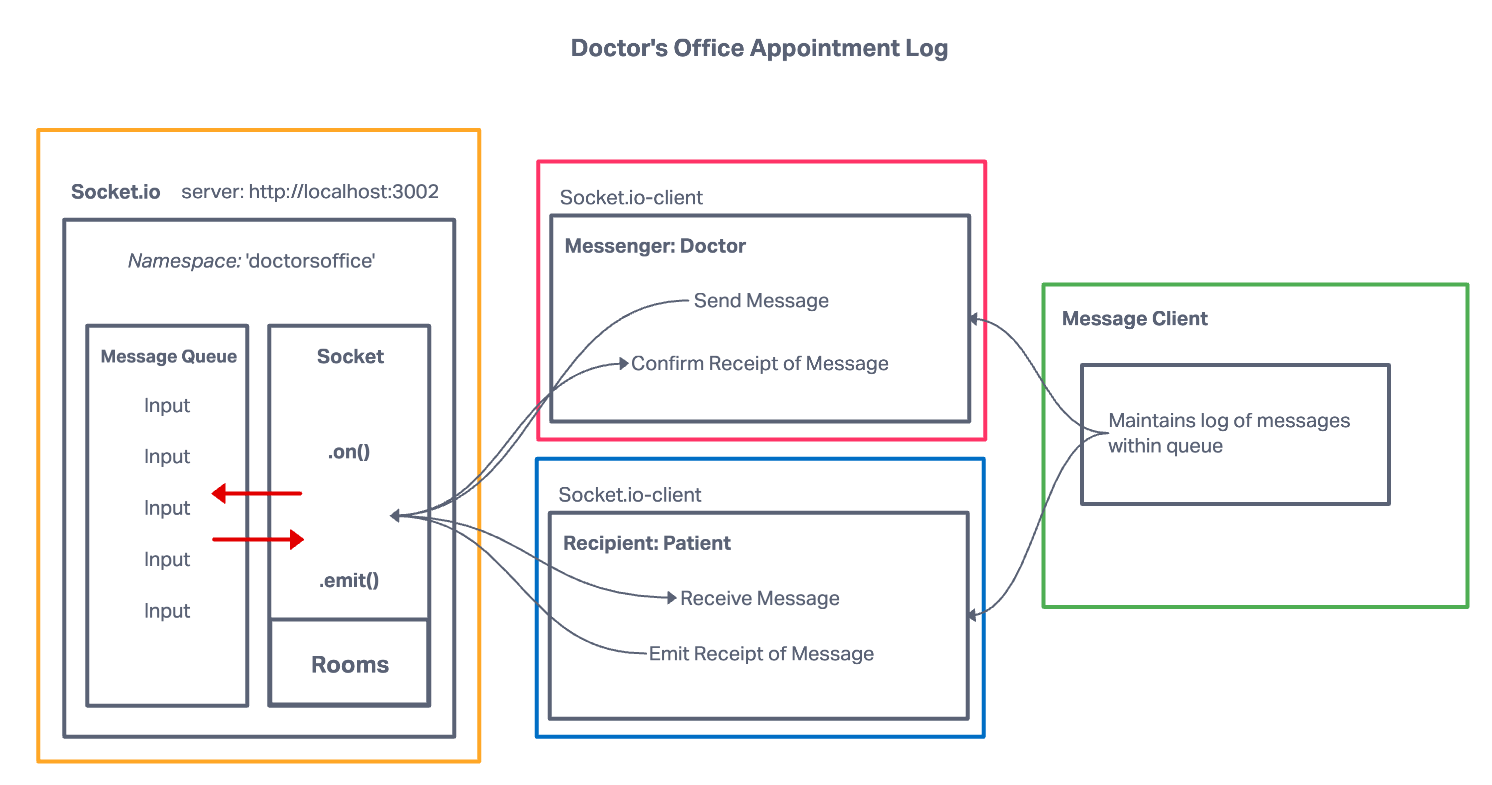 Doctor's Office Appointment Log
Socket.io server: http://localhost:3002
Namespace: 'doctorsoffice'
Message Queue
Input
Input
Input
Input
Input
Socket
.on()
.emit()
Rooms
Socket.io-client
Messenger: Doctor
Send Message
Confirm Receipt of Message
Socket.io-client
Recipient: Patient
Receive Message
Emit Receipt of Message
Message Client
Maintains log of messages
within queue